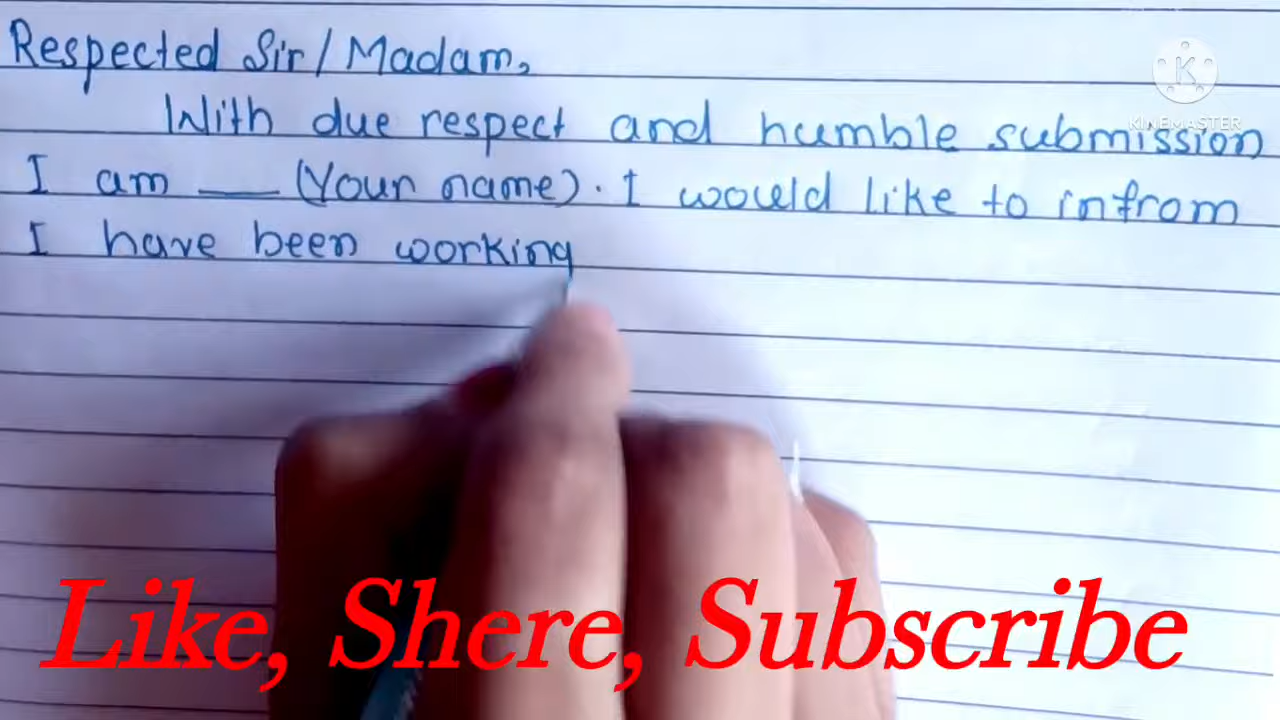 Respected Sir/Madam,
With due respect and humble submission
I am ___ (Your name). I would like to infrom
I have been working
K
KINEMASTER
Like, Shere, Subscribe